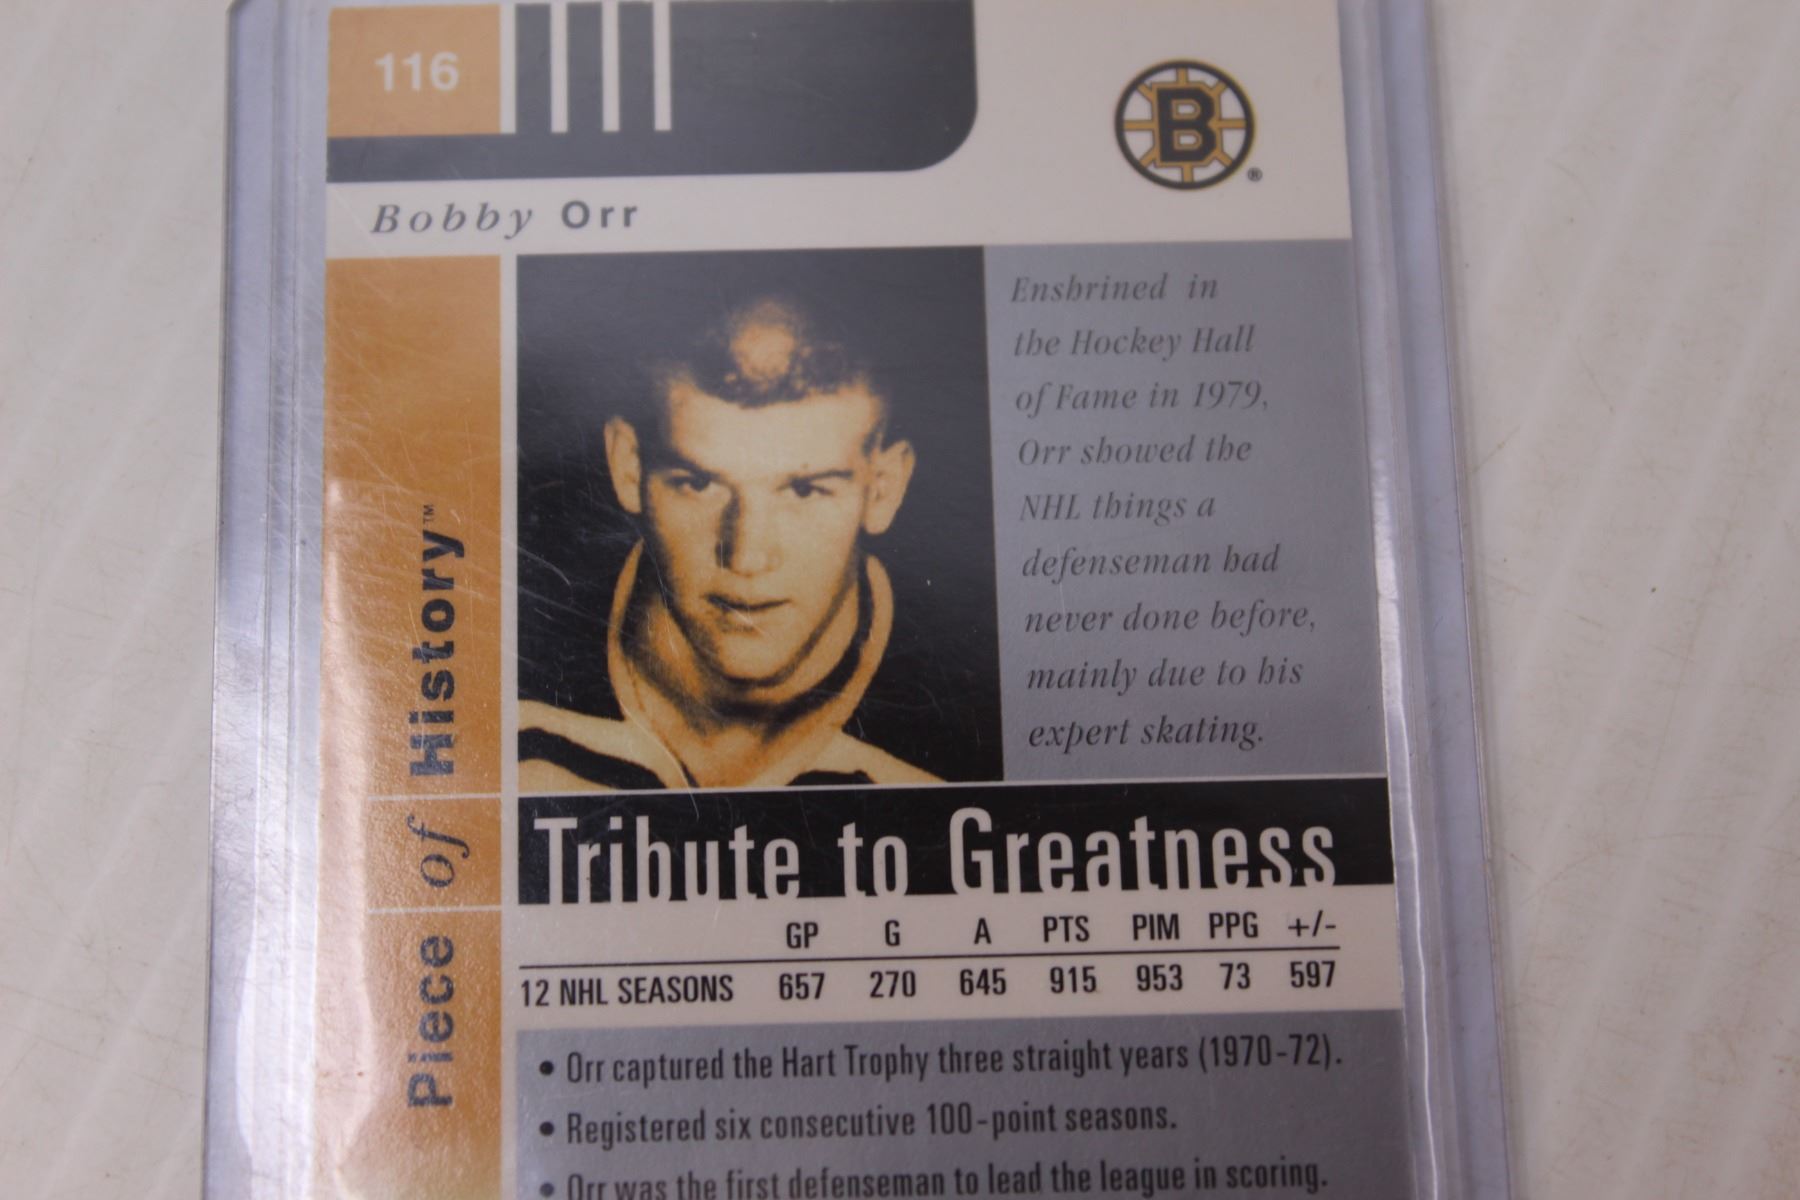 116
B
®
Bobby Orr
Enshrined in
the Hockey Hall
of Fame in 1979,
Orr showed the
NHL things a
defenseman had
never done before,
mainly due to his
expert skating.
Piece of History™
Tribute to Greatness
GP G A PTS PIM PPG +/-
12 NHL SEASONS 657 270 645 915 953 73 597
• Orr captured the Hart Trophy three straight years (1970-72).
• Registered six consecutive 100-point seasons.
• Orr was the first defenseman to lead the league in scoring.